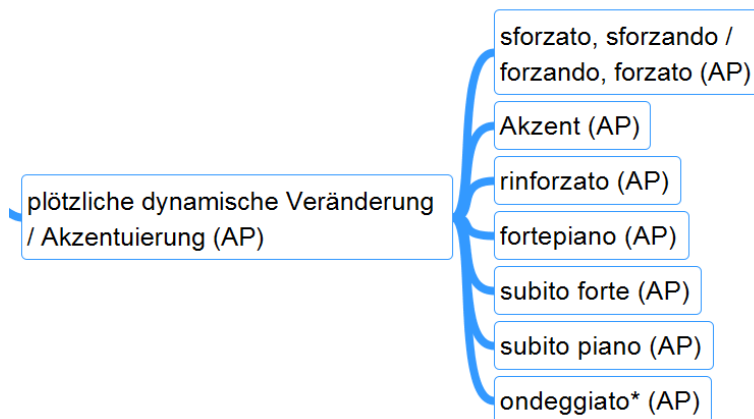 sforzato, sforzando /
forzando, forzato (AP)
Akzent (AP)
rinforzato (AP)
plötzliche dynamische Veränderung
/ Akzentuierung (AP)
fortepiano (AP)
subito forte (AP)
subito piano (AP)
ondeggiato* (AP)